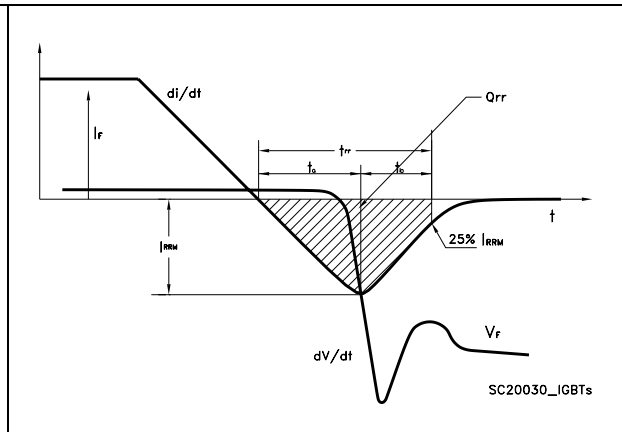 di/dt
Qrr
IF
trr
ta
tb
t
IRRM
25% IRRM
dV/dt
VF
SC20030_IGBTs